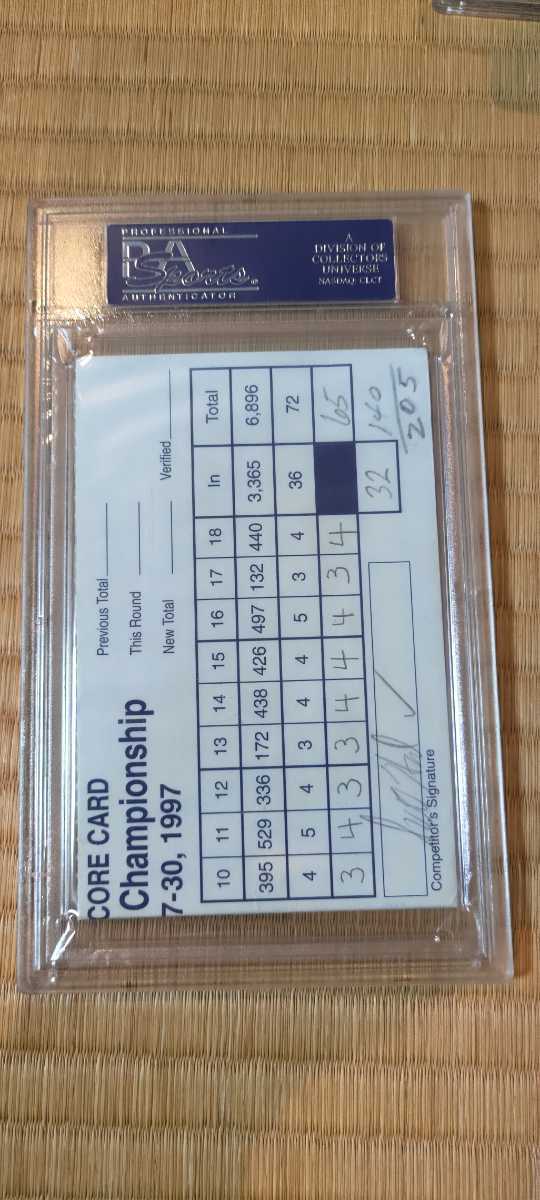 PROFESSIONAL
PSA
Sports.
AUTHENTICATOR
A
DIVISION OF
COLLECTORS
UNIVERSE
NASDAQ: CLCT
CORE CARD
Championship
7-30, 1997
Previous Total
This Round
New Total Verified
10 11 12 13 14 15 16 17 18 In Total
395 529 336 172 438 426 497 132 440 3,365 6,896
4 5 4 3 4 4 5 3 4 36 72
3 4 3 3 4 4 4 3 4 65
32 140
205
Competitor's Signature